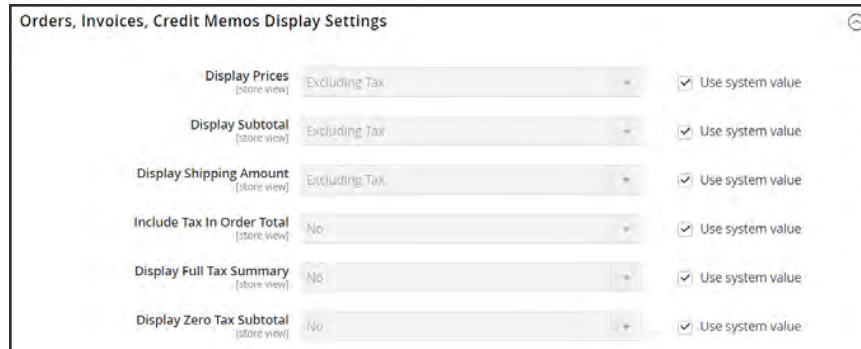 Orders, Invoices, Credit Memos Display Settings
Display Prices
[store view]
Excluding Tax
Use system value
Display Subtotal
[store view]
Excluding Tax
Use system value
Display Shipping Amount
[store view]
Excluding Tax
Use system value
Include Tax In Order Total
[store view]
No
Use system value
Display Full Tax Summary
[store view]
No
Use system value
Display Zero Tax Subtotal
[store view]
No
Use system value